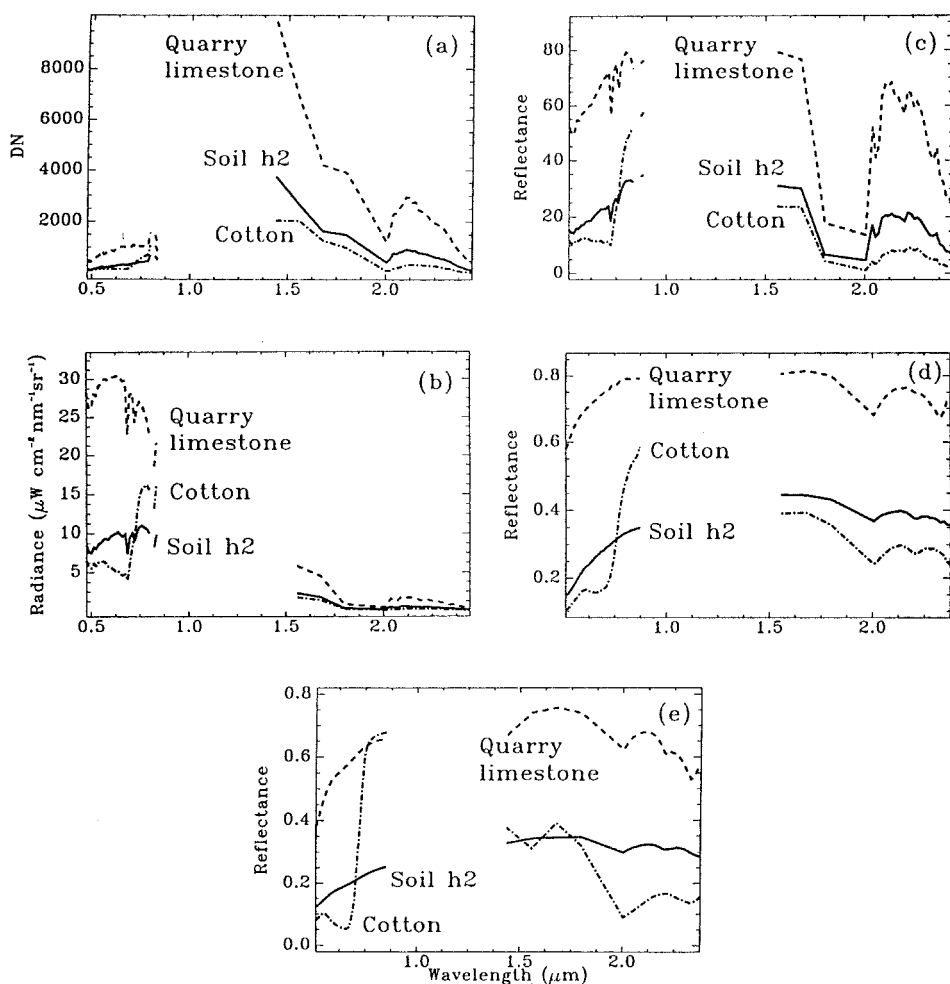 (a)
Quarry
limestone
Soil h2
Cotton
DN
8000
6000
4000
2000
0.5
1.0
1.5
2.0
(c)
Quarry
limestone
Soil h2
Cotton
Reflectance
80
60
40
20
0
1.0
1.5
2.0
(b)
Quarry
limestone
Cotton
Soil h2
Radiance (μW cm⁻² nm⁻¹sr⁻¹)
30
25
20
15
10
5
0.5
1.0
1.5
2.0
(d)
Quarry
limestone
Cotton
Soil h2
Reflectance
0.8
0.6
0.4
0.2
1.0
1.5
2.0
(e)
Quarry
limestone
Soil h2
Cotton
Reflectance
0.8
0.6
0.4
0.2
0.0
1.0
1.5
2.0
Wavelength (μm)